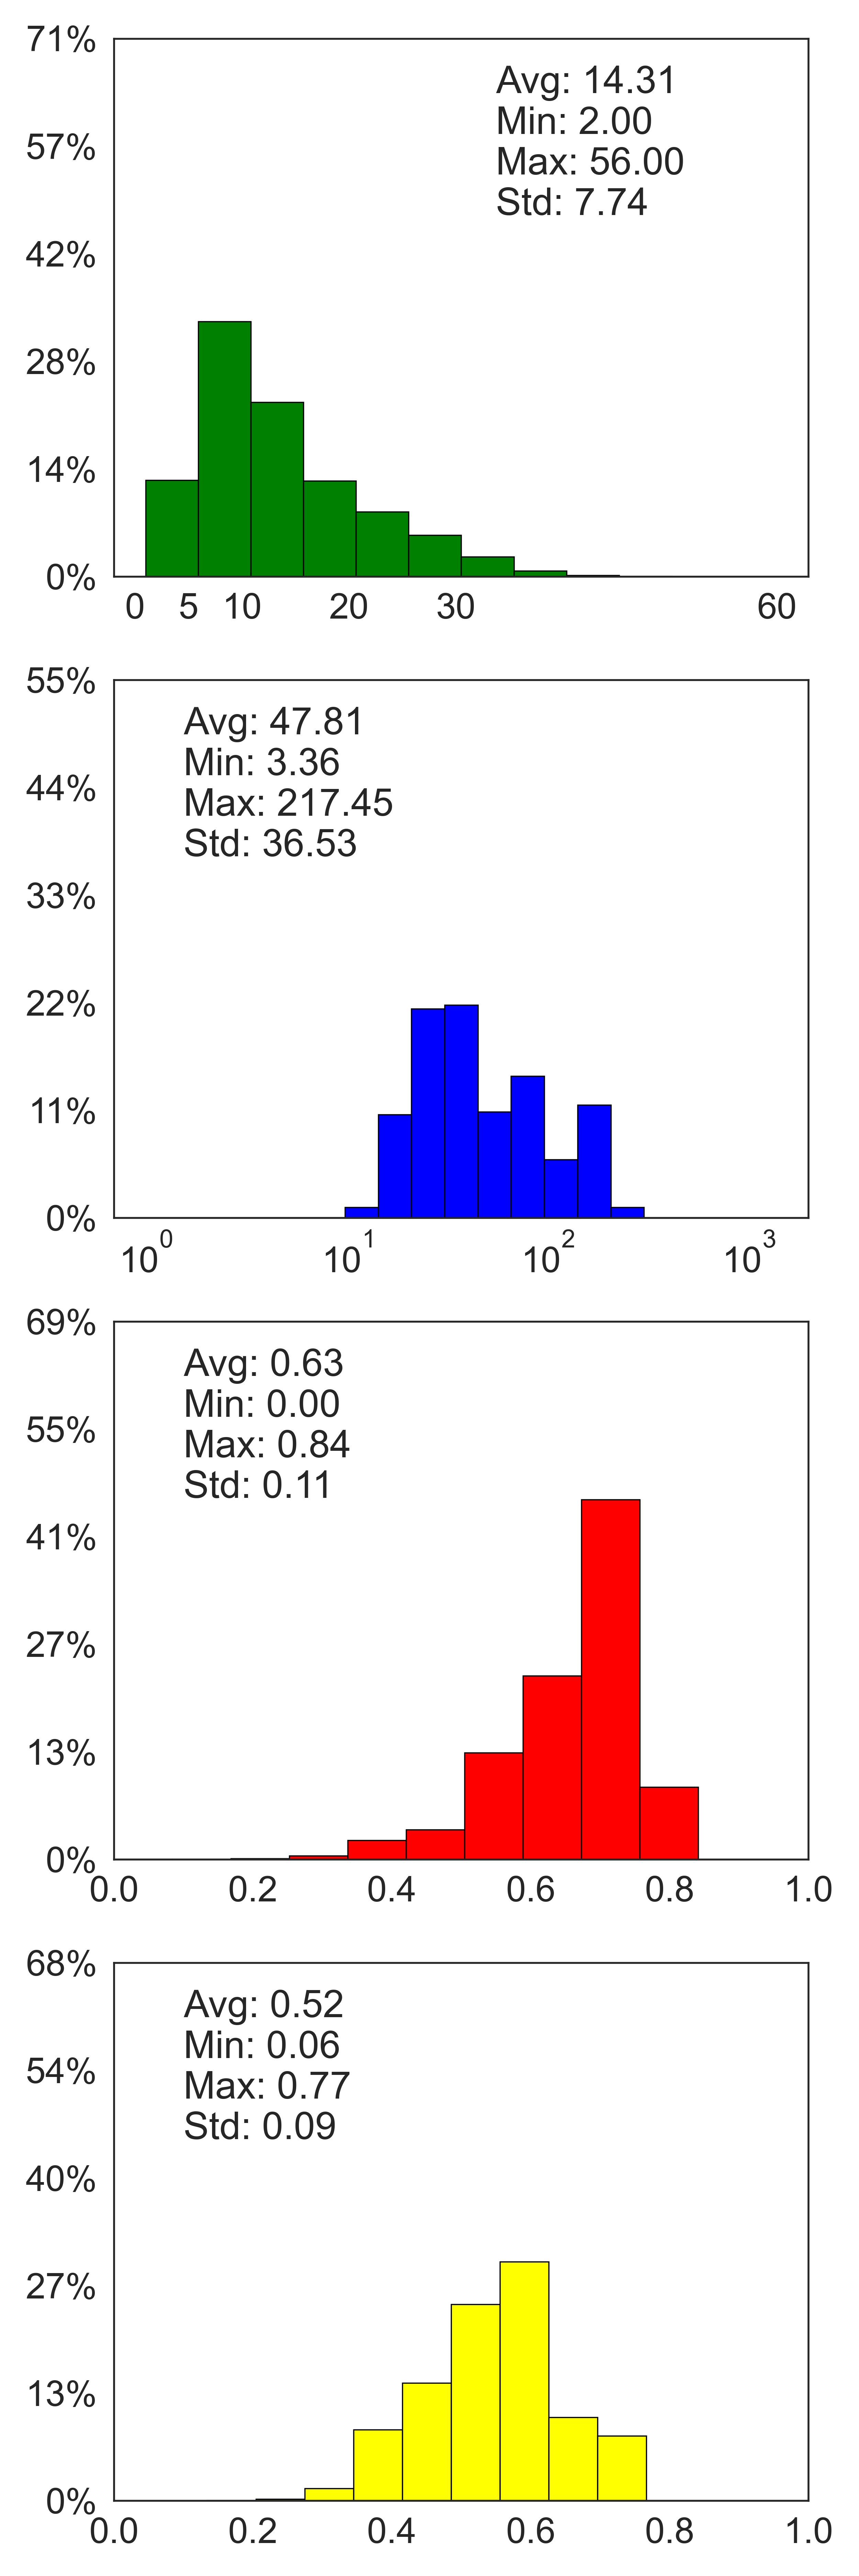 71%
Avg: 14.31
Min: 2.00
57%
Max: 56.00
Std: 7.74
42%
28%
14%
0%
0 5 10 20 30 60
55%
Avg: 47.81
Min: 3.36
44%
Max: 217.45
Std: 36.53
33%
22%
11%
0%
10^0 10^1 10^2 10^3
69%
Avg: 0.63
Min: 0.00
55%
Max: 0.84
Std: 0.11
41%
27%
13%
0%
0.0 0.2 0.4 0.6 0.8 1.0
68%
Avg: 0.52
Min: 0.06
54%
Max: 0.77
Std: 0.09
40%
27%
13%
0%
0.0 0.2 0.4 0.6 0.8 1.0